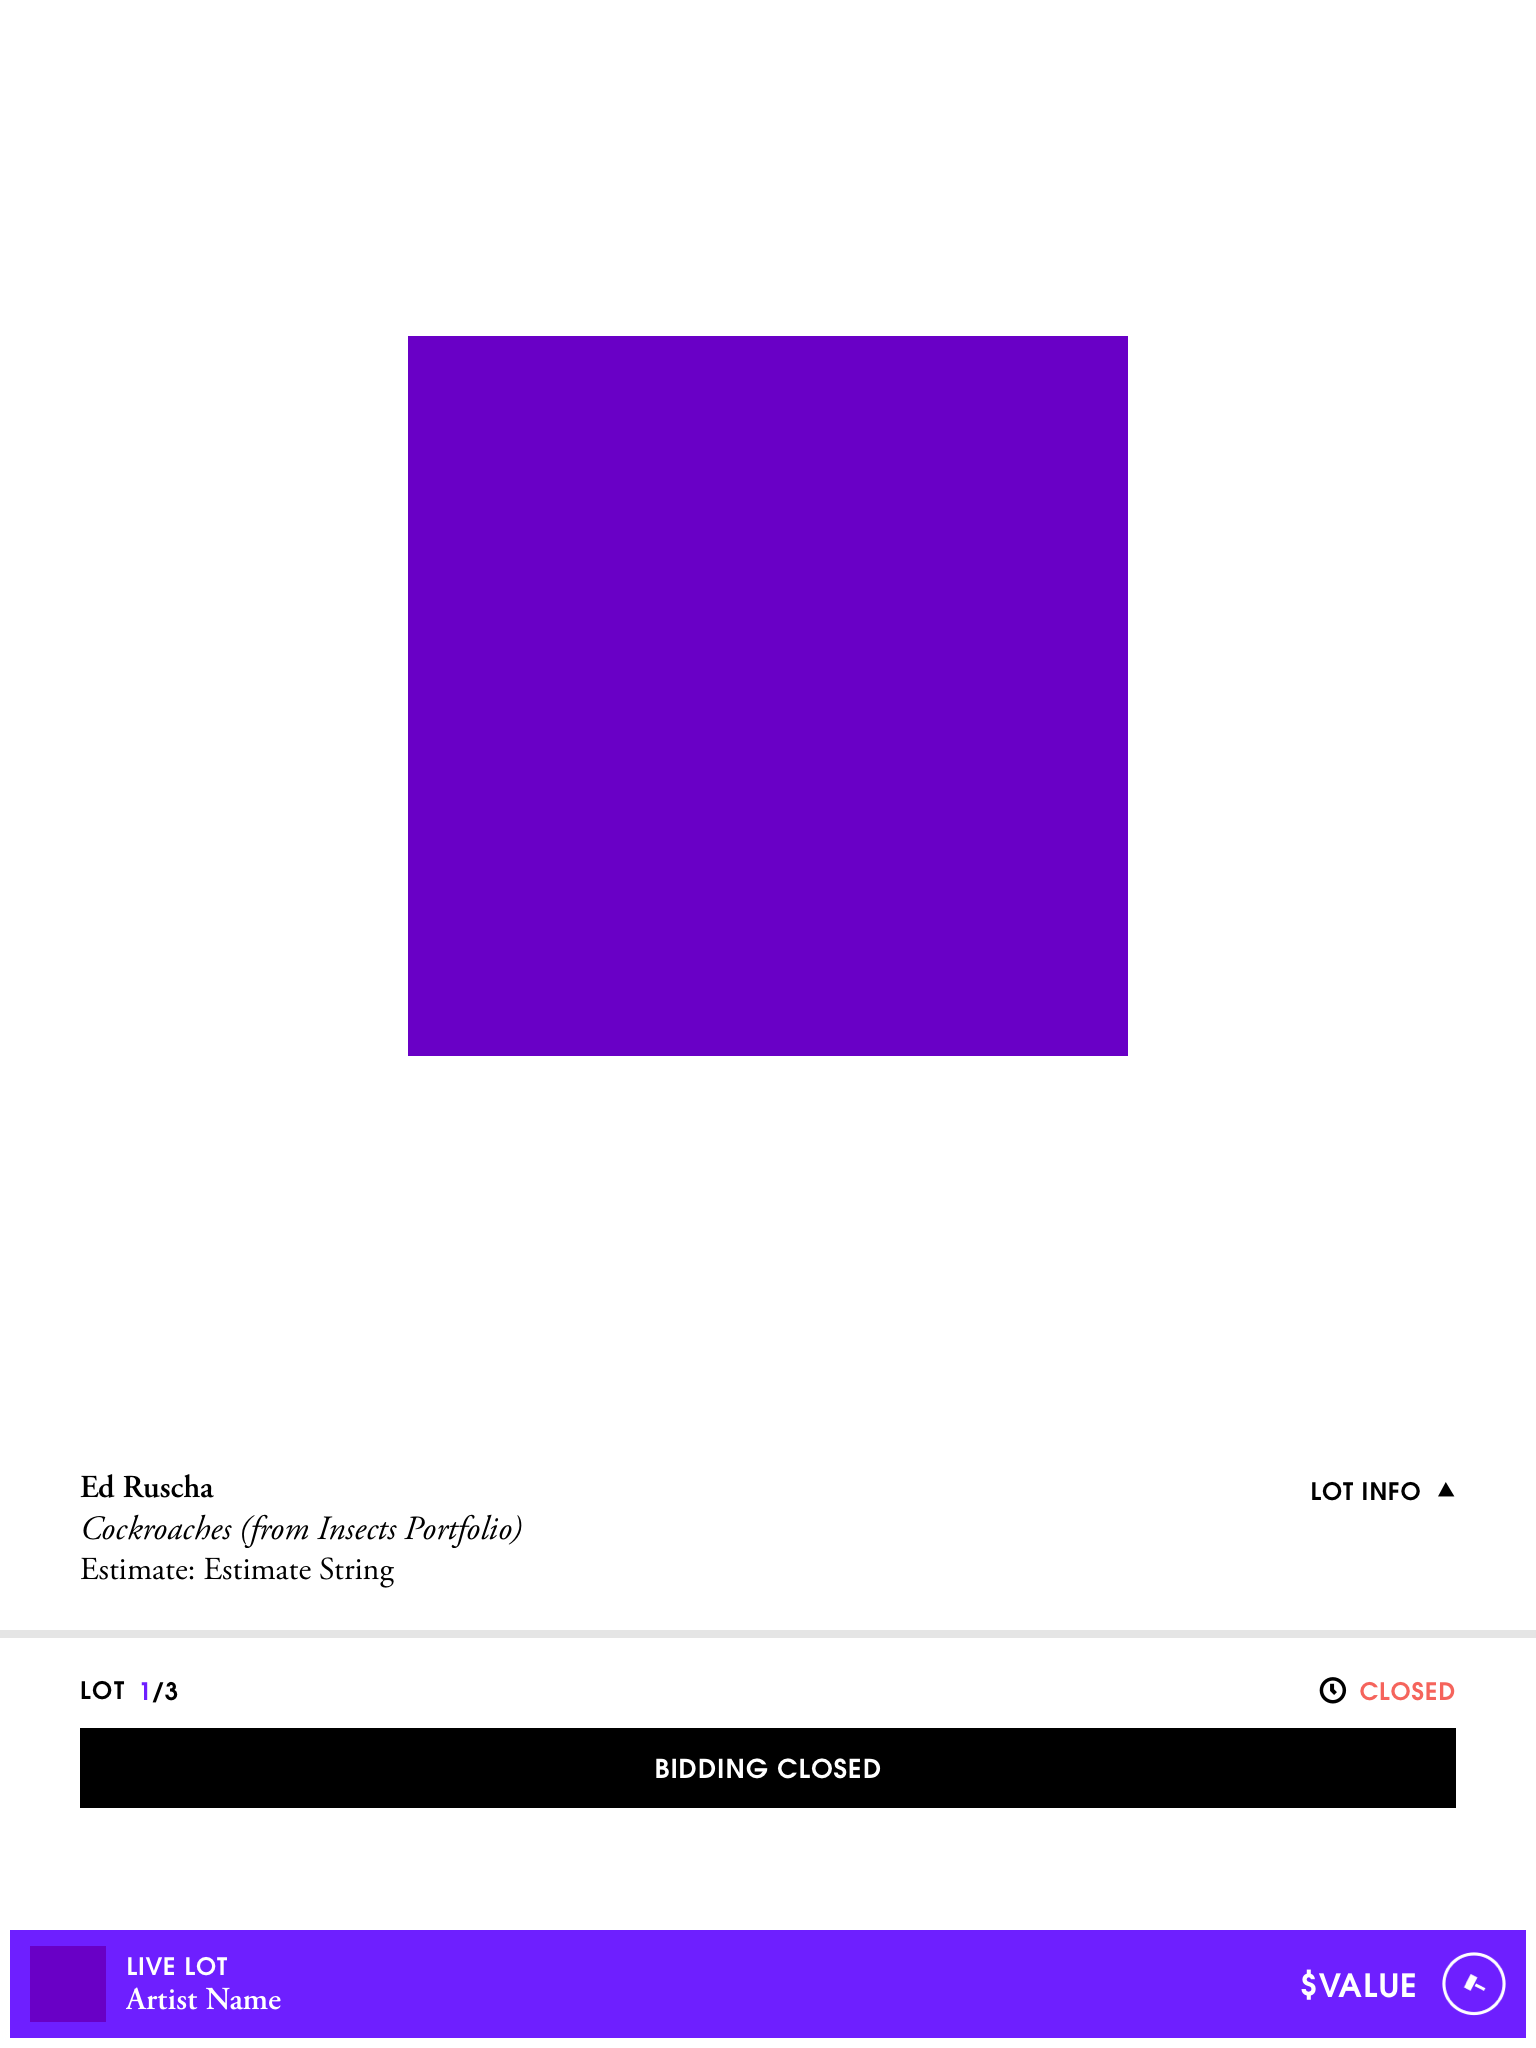 Ed Ruscha
LOT INFO
Cockroaches (from Insects Portfolio)
Estimate: Estimate String
LOT 1/3
CLOSED
BIDDING CLOSED
LIVE LOT
Artist Name
$VALUE